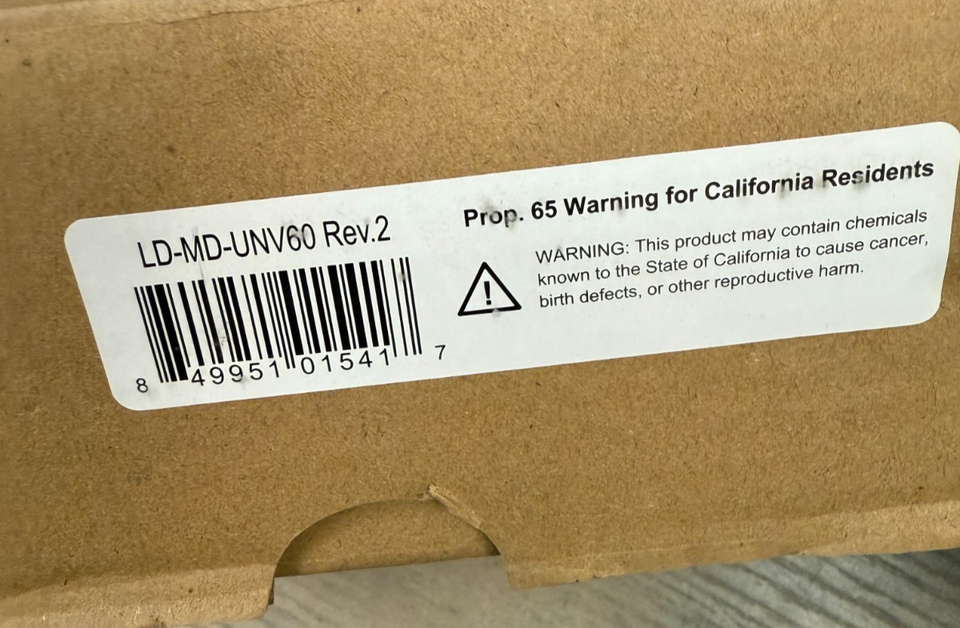 LD-MD-UNV60 Rev.2
8 49951 01541 7
Prop. 65 Warning for California Residents
WARNING: This product may contain chemicals
known to the State of California to cause cancer,
birth defects, or other reproductive harm.